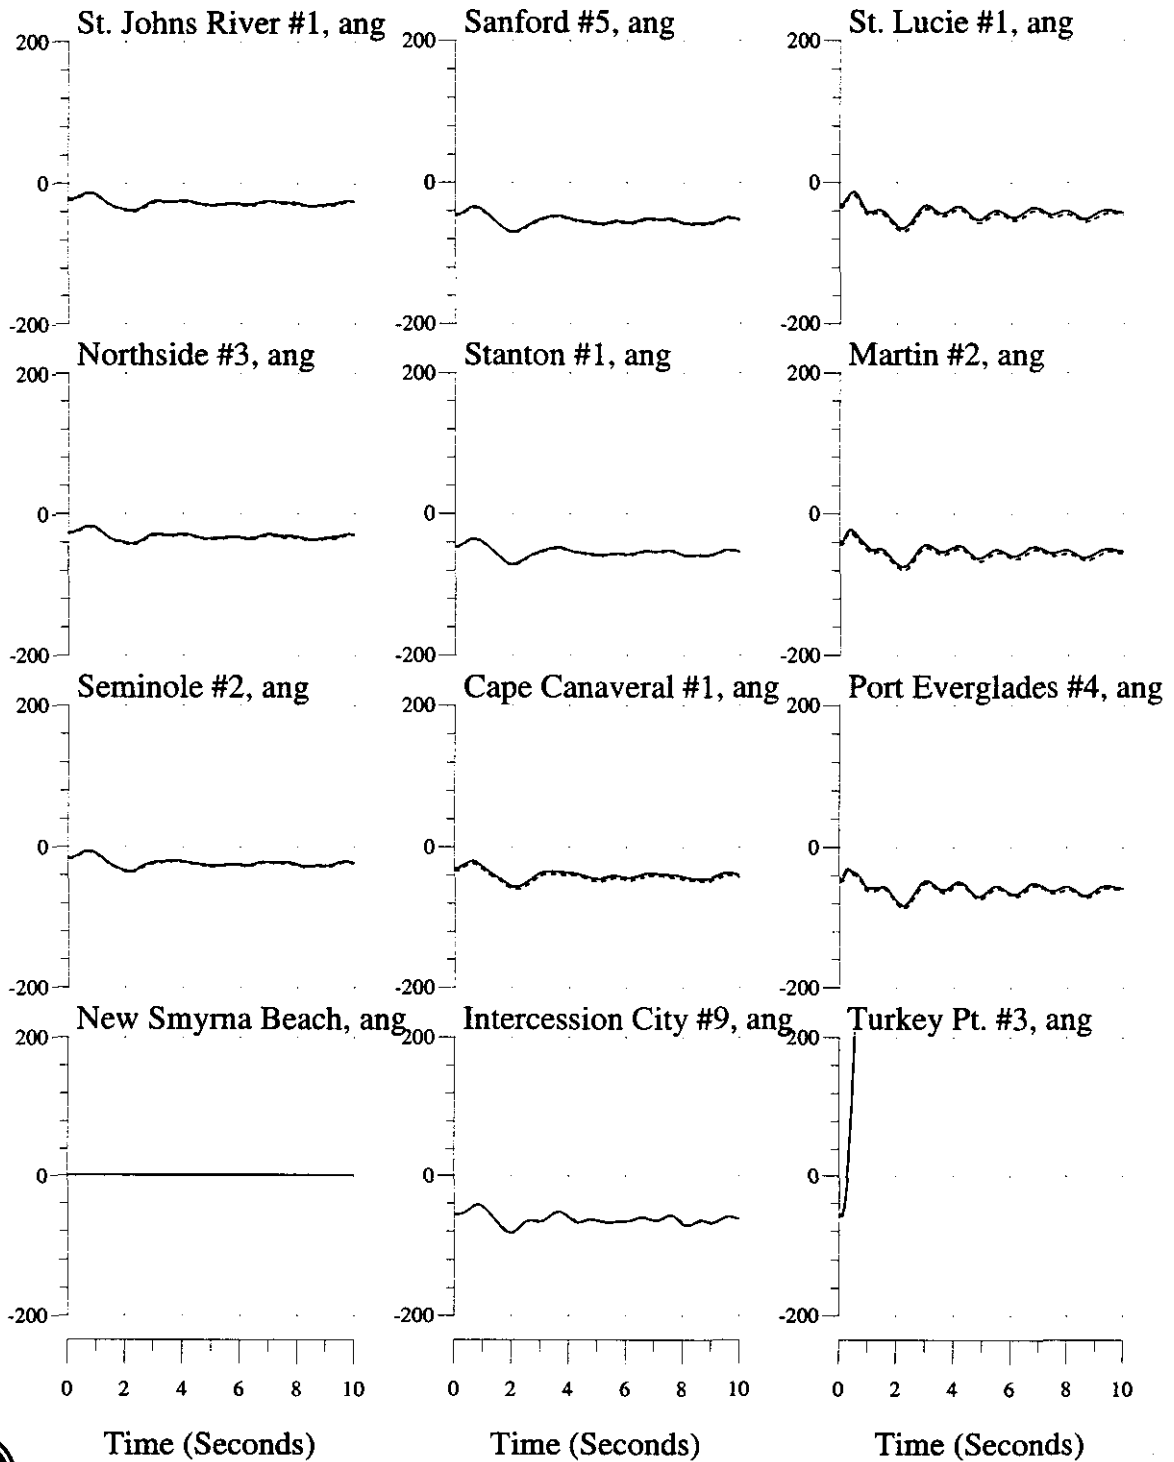 St. Johns River #1, ang
Sanford #5, ang
St. Lucie #1, ang
200
0
-200
200
0
-200
200
0
-200
Northside #3, ang
Stanton #1, ang
Martin #2, ang
200
0
-200
200
0
-200
200
0
-200
Seminole #2, ang
Cape Canaveral #1, ang
Port Everglades #4, ang
200
0
-200
200
0
-200
200
0
-200
New Smyrna Beach, ang
Intercession City #9, ang
Turkey Pt. #3, ang
200
0
-200
200
0
-200
200
0
-200
0 2 4 6 8 10
0 2 4 6 8 10
0 2 4 6 8 10
Time (Seconds)
Time (Seconds)
Time (Seconds)